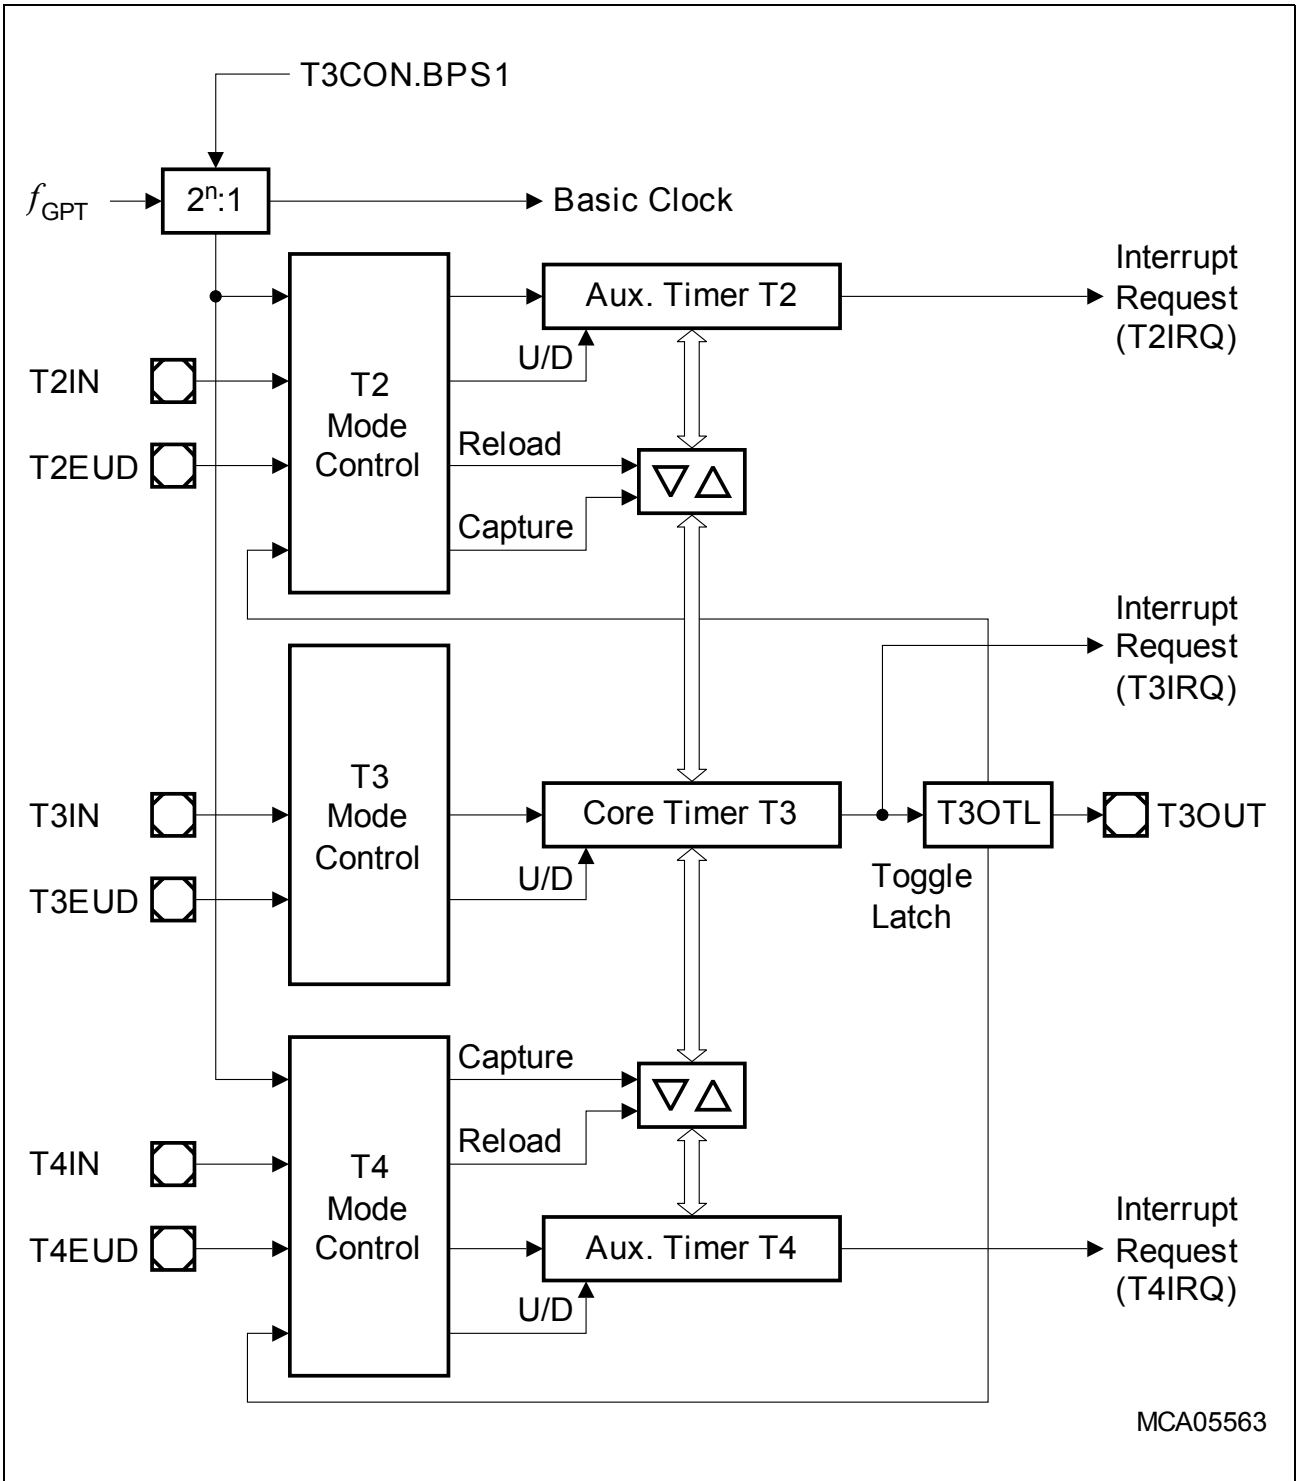 T3CON.BPS1
fGPT
2n:1
Basic Clock
Interrupt
Request
(T2IRQ)
Aux. Timer T2
U/D
T2IN
T2
Mode
Control
T2EUD
Reload
Capture
Interrupt
Request
(T3IRQ)
T3
Mode
Control
T3IN
Core Timer T3
T3OTL
T3OUT
U/D
T3EUD
Toggle
Latch
Capture
Reload
T4IN
T4
Mode
Control
T4EUD
Aux. Timer T4
Interrupt
Request
(T4IRQ)
U/D
MCA05563